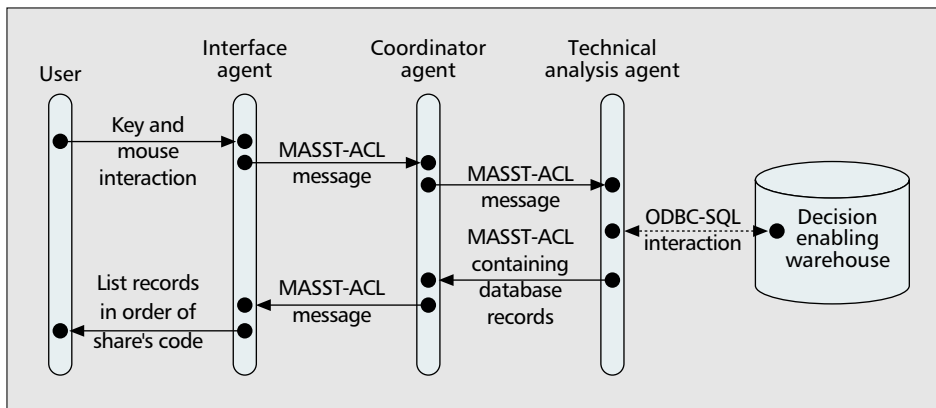 User
Interface
agent
Coordinator
agent
Technical
analysis agent
Key and
mouse
interaction
MASST-ACL
message
MASST-ACL
message
ODBC-SQL
interaction
Decision
enabling
warehouse
MASST-ACL
containing
database
records
MASST-ACL
message
List records
in order of
share's code